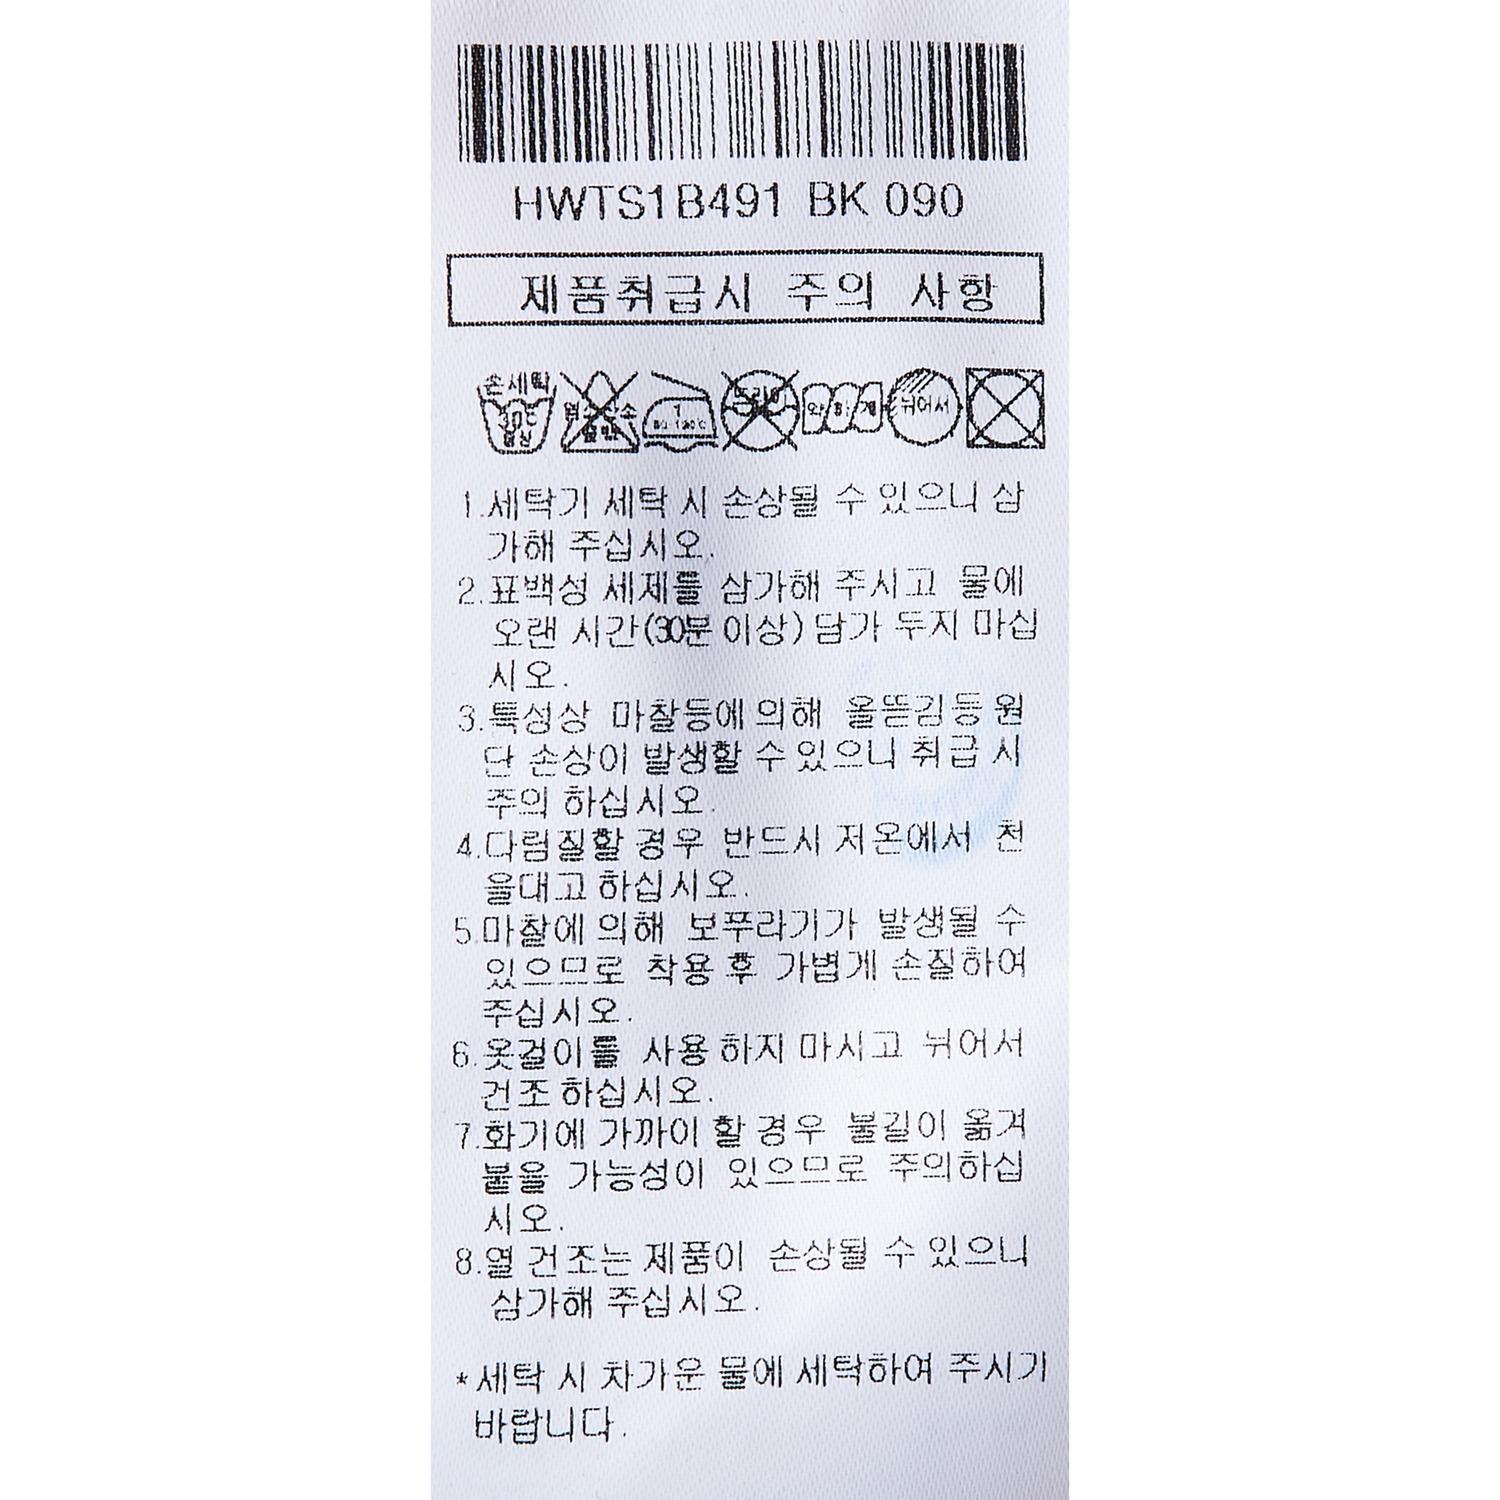 HWTS1B491 BK 090
제품취급시 주의 사항
손세탁 30℃ 중성
염소산소 표백
1 80-120℃
드라이
약하게
뉘어서
1.세탁기 세탁 시 손상될 수 있으니 삼
가해 주십시오.
2.표백성 세제를 삼가해 주시고 물에
오랜 시간(30분 이상) 담가 두지 마십
시오.
3.특성상 마찰등에 의해 올뜯김등 원
단 손상이 발생할 수 있으니 취급 시
주의 하십시오.
4.다림질할 경우 반드시 저온에서 천
을대고 하십시오.
5.마찰에 의해 보푸라기가 발생될 수
있으므로 착용 후 가볍게 손질하여
주십시오.
6.옷걸이를 사용 하지 마시고 뉘어서
건조 하십시오.
7.화기에 가까이 할 경우 불길이 옮겨
붙을 가능성이 있으므로 주의하십
시오.
8.열 건조는 제품이 손상될 수 있으니
삼가해 주십시오.
*세탁 시 차가운 물에 세탁하여 주시기
바랍니다.